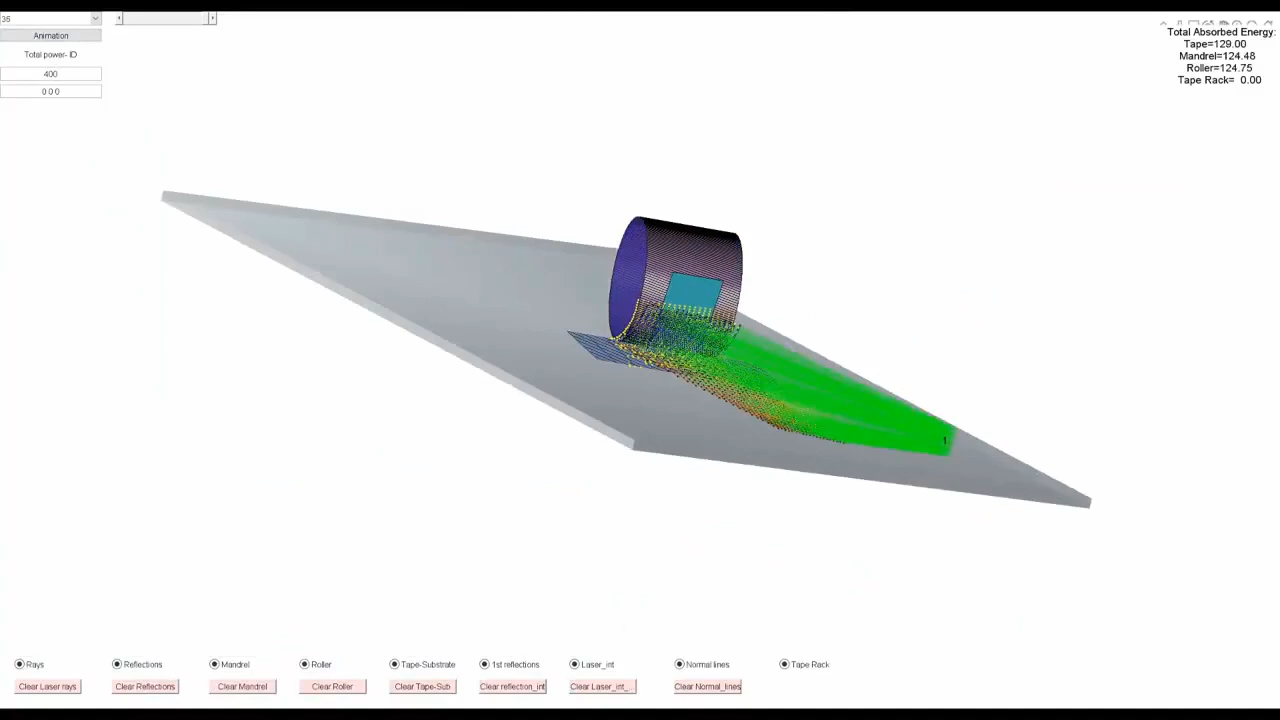 35
Animation
Total power- ID
400
0 0 0
Total Absorbed Energy:
Tape=129.00
Mandrel=124.48
Roller=124.75
Tape Rack= 0.00
1
Rays
Reflections
Mandrel
Roller
Tape-Substrate
1st reflections
Laser_int
Normal lines
Tape Rack
Clear Laser rays
Clear Reflections
Clear Mandrel
Clear Roller
Clear Tape-Sub
Clear reflection_int
Clear Laser_int_...
Clear Normal_lines